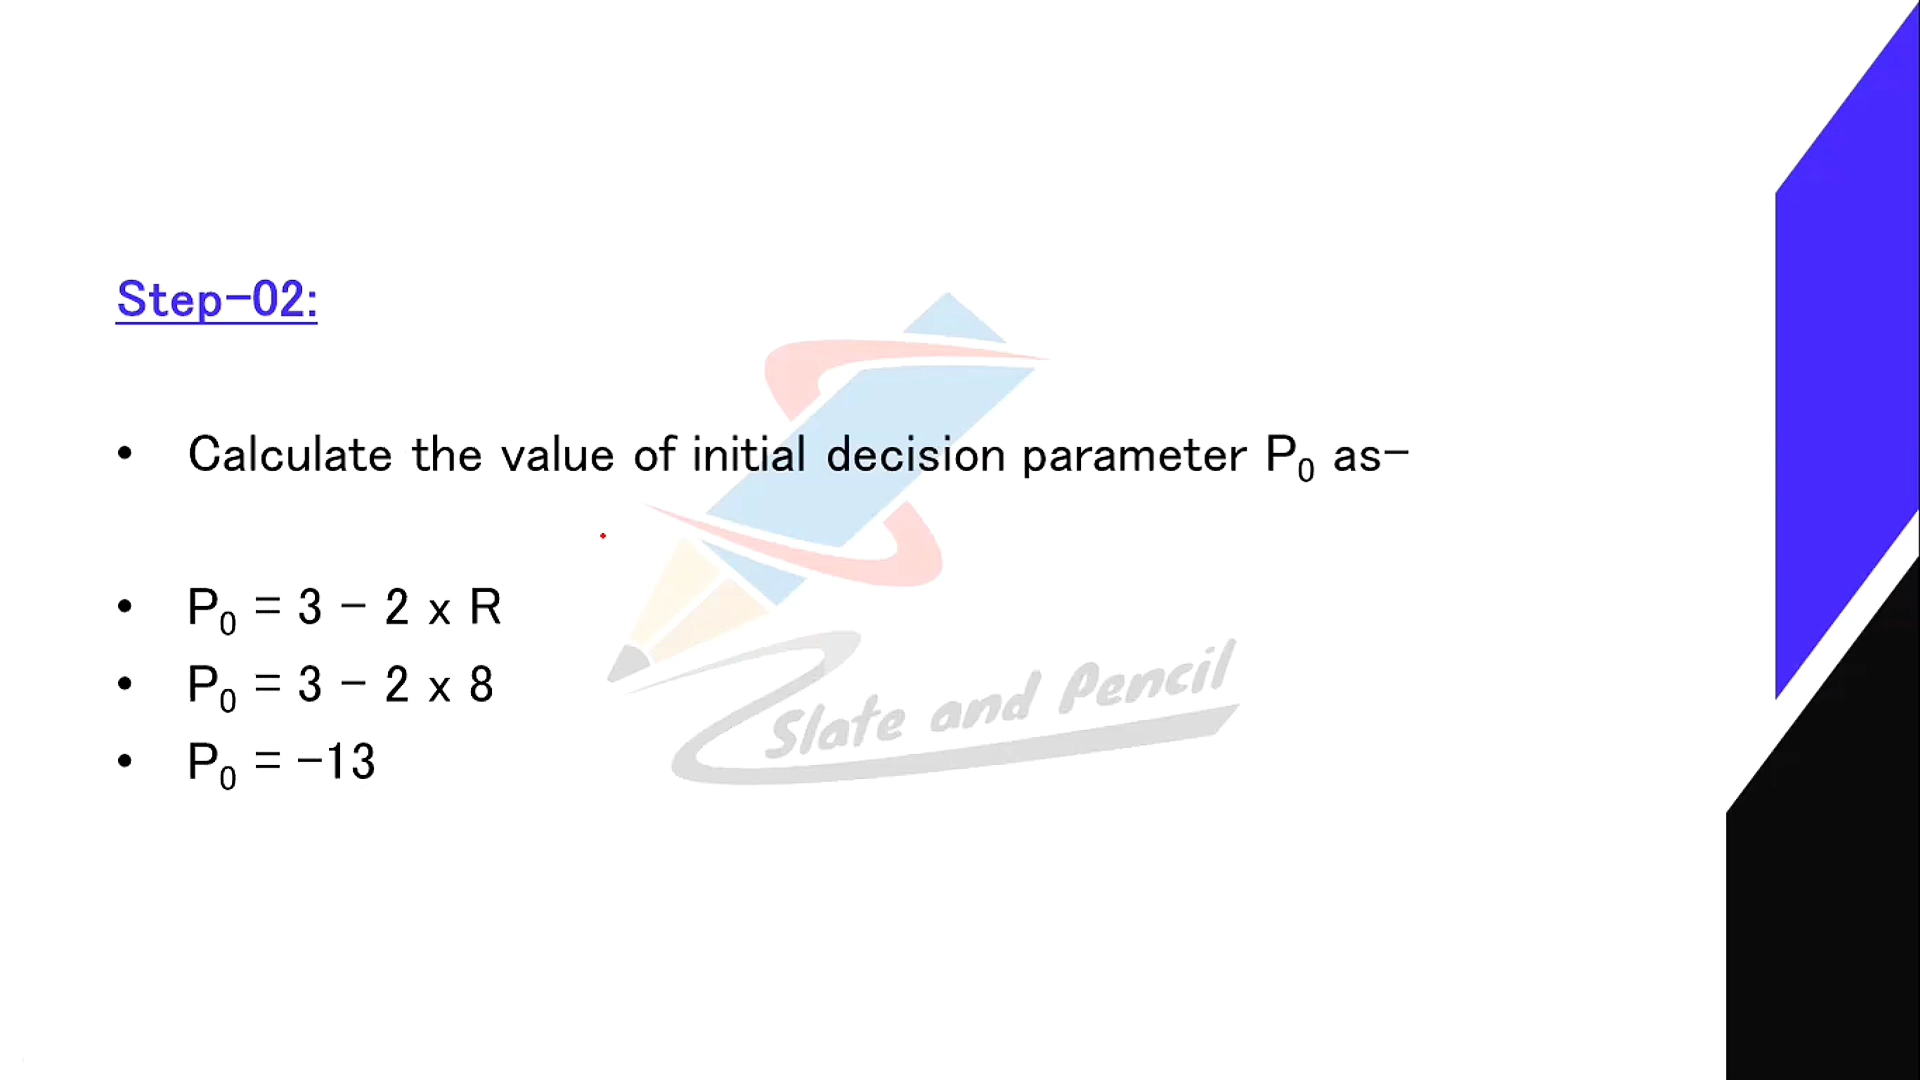 Step-02:
• Calculate the value of initial decision parameter P₀ as-
• P₀ = 3 - 2 x R
• P₀ = 3 - 2 x 8
• P₀ = -13
Slate and Pencil